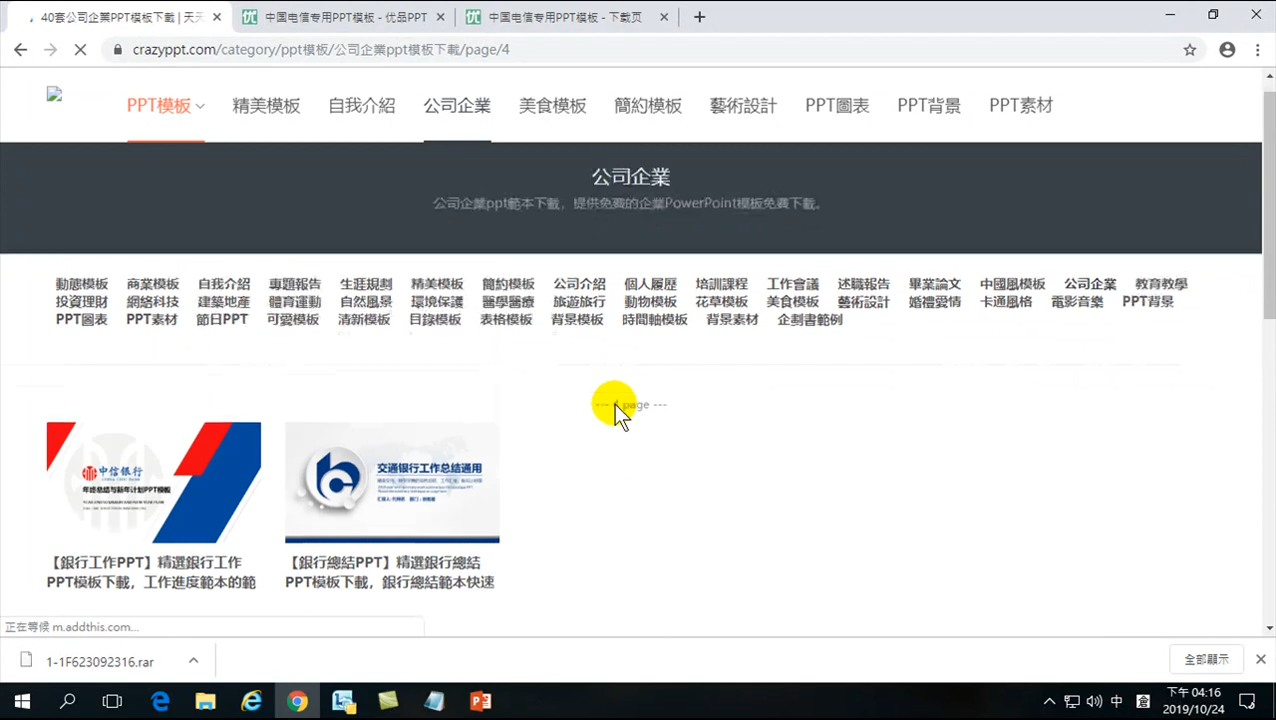 40套公司企業PPT模板下載 | 天天
中国电信专用PPT模板 - 优品PPT
中国电信专用PPT模板 - 下載页
crazyppt.com/category/ppt模板/公司企業ppt模板下載/page/4
PPT模板 精美模板 自我介紹 公司企業 美食模板 簡約模板 藝術設計 PPT圖表 PPT背景 PPT素材
公司企業
公司企業ppt範本下載，提供免費的企業PowerPoint模板免費下載。
動態模板 商業模板 自我介紹 專題報告 生涯規劃 精美模板 簡約模板 公司介紹 個人履歷 培訓課程 工作會議 述職報告 畢業論文 中國風模板 公司企業 教育教學
投資理財 網絡科技 建築地產 體育運動 自然風景 環境保護 醫學醫療 旅遊旅行 動物模板 花草模板 美食模板 藝術設計 婚禮愛情 卡通風格 電影音樂 PPT背景
PPT圖表 PPT素材 節日PPT 可愛模板 清新模板 目錄模板 表格模板 背景模板 時間軸模板 背景素材 企劃書範例
page ---
中信银行
年终总结与新年计划PPT模板
交通银行工作总结通用
【銀行工作PPT】精選銀行工作
PPT模板下載，工作進度範本的範
【銀行總結PPT】精選銀行總結
PPT模板下載，銀行總結範本快速
正在等候 m.addthis.com...
1-1F623092316.rar
全部顯示
中
下午 04:16
2019/10/24